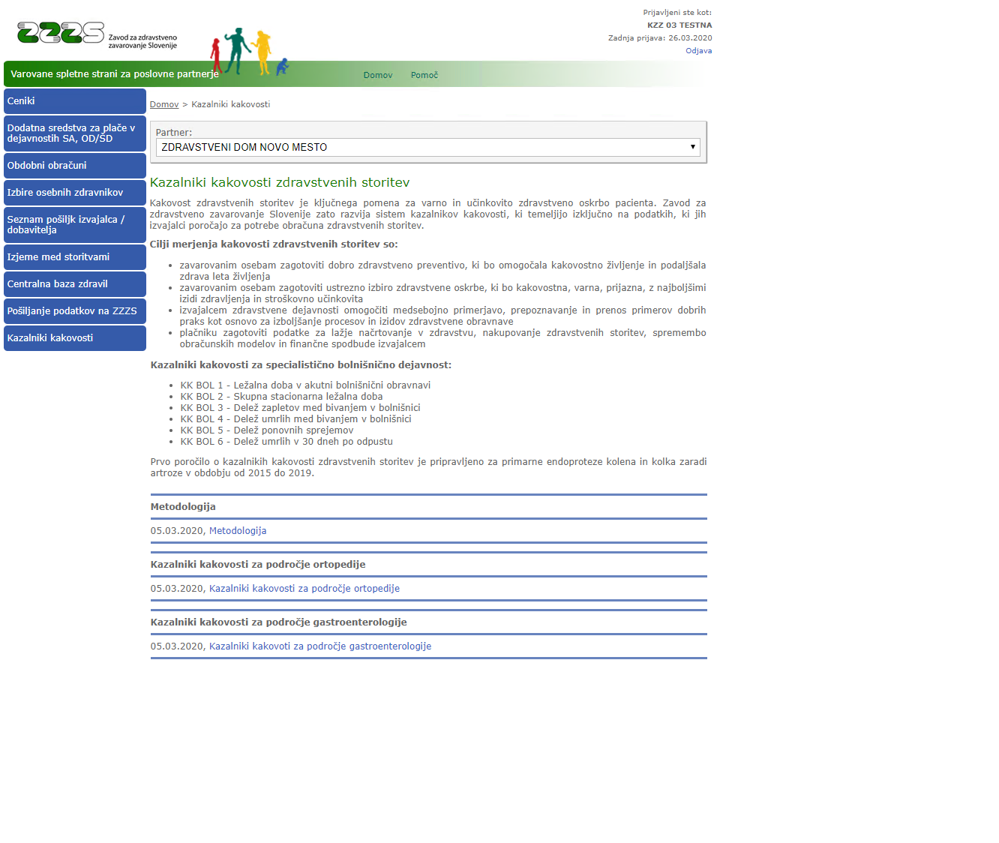 Prijavljeni ste kot:
KZZ 03 TESTNA
Zadnja prijava: 26.03.2020
Odjava
ZZZS Zavod za zdravstveno
zavarovanje Slovenije
Varovane spletne strani za poslovne partnerje
Domov Pomoč
Ceniki
Dodatna sredstva za plače v
dejavnostih SA, OD/ŠD
Obdobni obračuni
Izbire osebnih zdravnikov
Seznam pošiljk izvajalca /
dobavitelja
Izjeme med storitvami
Centralna baza zdravil
Pošiljanje podatkov na ZZZS
Kazalniki kakovosti
Domov > Kazalniki kakovosti
Partner:
ZDRAVSTVENI DOM NOVO MESTO
Kazalniki kakovosti zdravstvenih storitev
Kakovost zdravstvenih storitev je ključnega pomena za varno in učinkovito zdravstveno oskrbo pacienta. Zavod za
zdravstveno zavarovanje Slovenije zato razvija sistem kazalnikov kakovosti, ki temeljijo izključno na podatkih, ki jih
izvajalci poročajo za potrebe obračuna zdravstvenih storitev.
Cilji merjenja kakovosti zdravstvenih storitev so:
• zavarovanim osebam zagotoviti dobro zdravstveno preventivo, ki bo omogočala kakovostno življenje in podaljšala
zdrava leta življenja
• zavarovanim osebam zagotoviti ustrezno izbiro zdravstvene oskrbe, ki bo kakovostna, varna, prijazna, z najboljšimi
izidi zdravljenja in stroškovno učinkovita
• izvajalcem zdravstvene dejavnosti omogočiti medsebojno primerjavo, prepoznavanje in prenos primerov dobrih
praks kot osnovo za izboljšanje procesov in izidov zdravstvene obravnave
• plačniku zagotoviti podatke za lažje načrtovanje v zdravstvu, nakupovanje zdravstvenih storitev, spremembo
obračunskih modelov in finančne spodbude izvajalcem
Kazalniki kakovosti za specialistično bolnišnično dejavnost:
• KK BOL 1 - Ležalna doba v akutni bolnišnični obravnavi
• KK BOL 2 - Skupna stacionarna ležalna doba
• KK BOL 3 - Delež zapletov med bivanjem v bolnišnici
• KK BOL 4 - Delež umrlih med bivanjem v bolnišnici
• KK BOL 5 - Delež ponovnih sprejemov
• KK BOL 6 - Delež umrlih v 30 dneh po odpustu
Prvo poročilo o kazalnikih kakovosti zdravstvenih storitev je pripravljeno za primarne endoproteze kolena in kolka zaradi
artroze v obdobju od 2015 do 2019.
Metodologija
05.03.2020, Metodologija
Kazalniki kakovosti za področje ortopedije
05.03.2020, Kazalniki kakovosti za področje ortopedije
Kazalniki kakovosti za področje gastroenterologije
05.03.2020, Kazalniki kakovoti za področje gastroenterologije